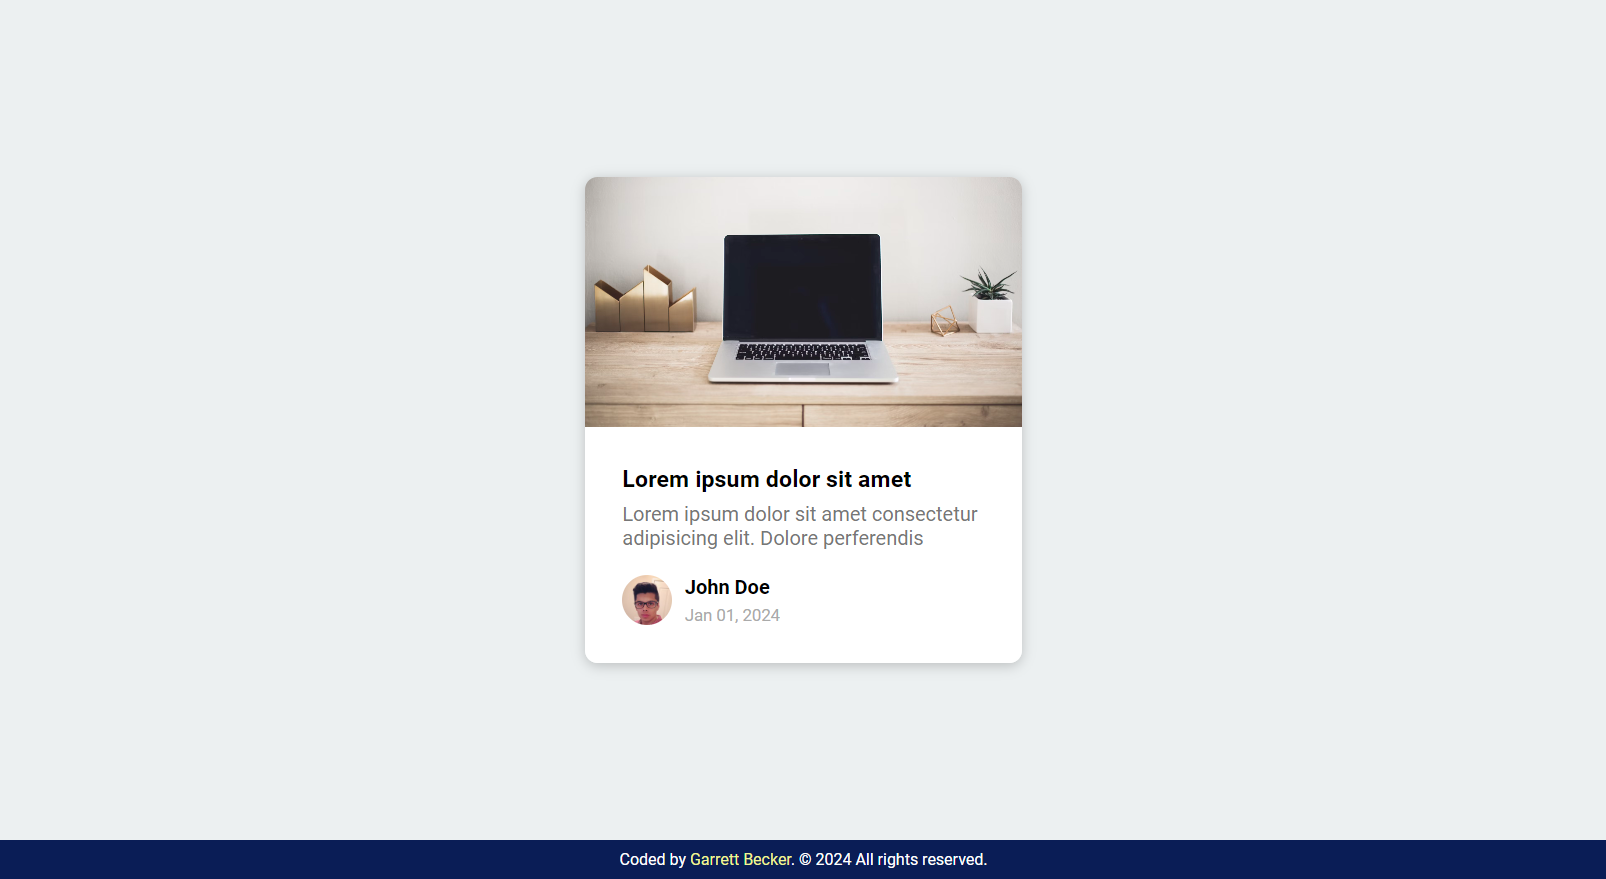 Lorem ipsum dolor sit amet
Lorem ipsum dolor sit amet consectetur
adipisicing elit. Dolore perferendis
John Doe
Jan 01, 2024
Coded by Garrett Becker. © 2024 All rights reserved.